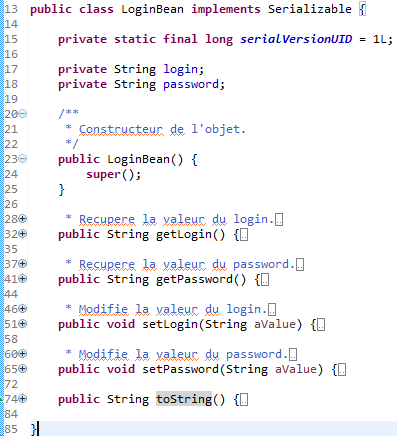 13 public class LoginBean implements Serializable {
14
15 private static final long serialVersionUID = 1L;
16
17 private String login;
18 private String password;
19
20 /**
21 * Constructeur de l'objet.
22 */
23 public LoginBean() {
24 super();
25 }
26
28 * Recupere la valeur du login.
32 public String getLogin() {
35
37 * Recupere la valeur du password.
41 public String getPassword() {
44
46 * Modifie la valeur du login.
51 public void setLogin(String aValue) {
58
60 * Modifie la valeur du password.
65 public void setPassword(String aValue) {
72
74 public String toString() {
84
85 }